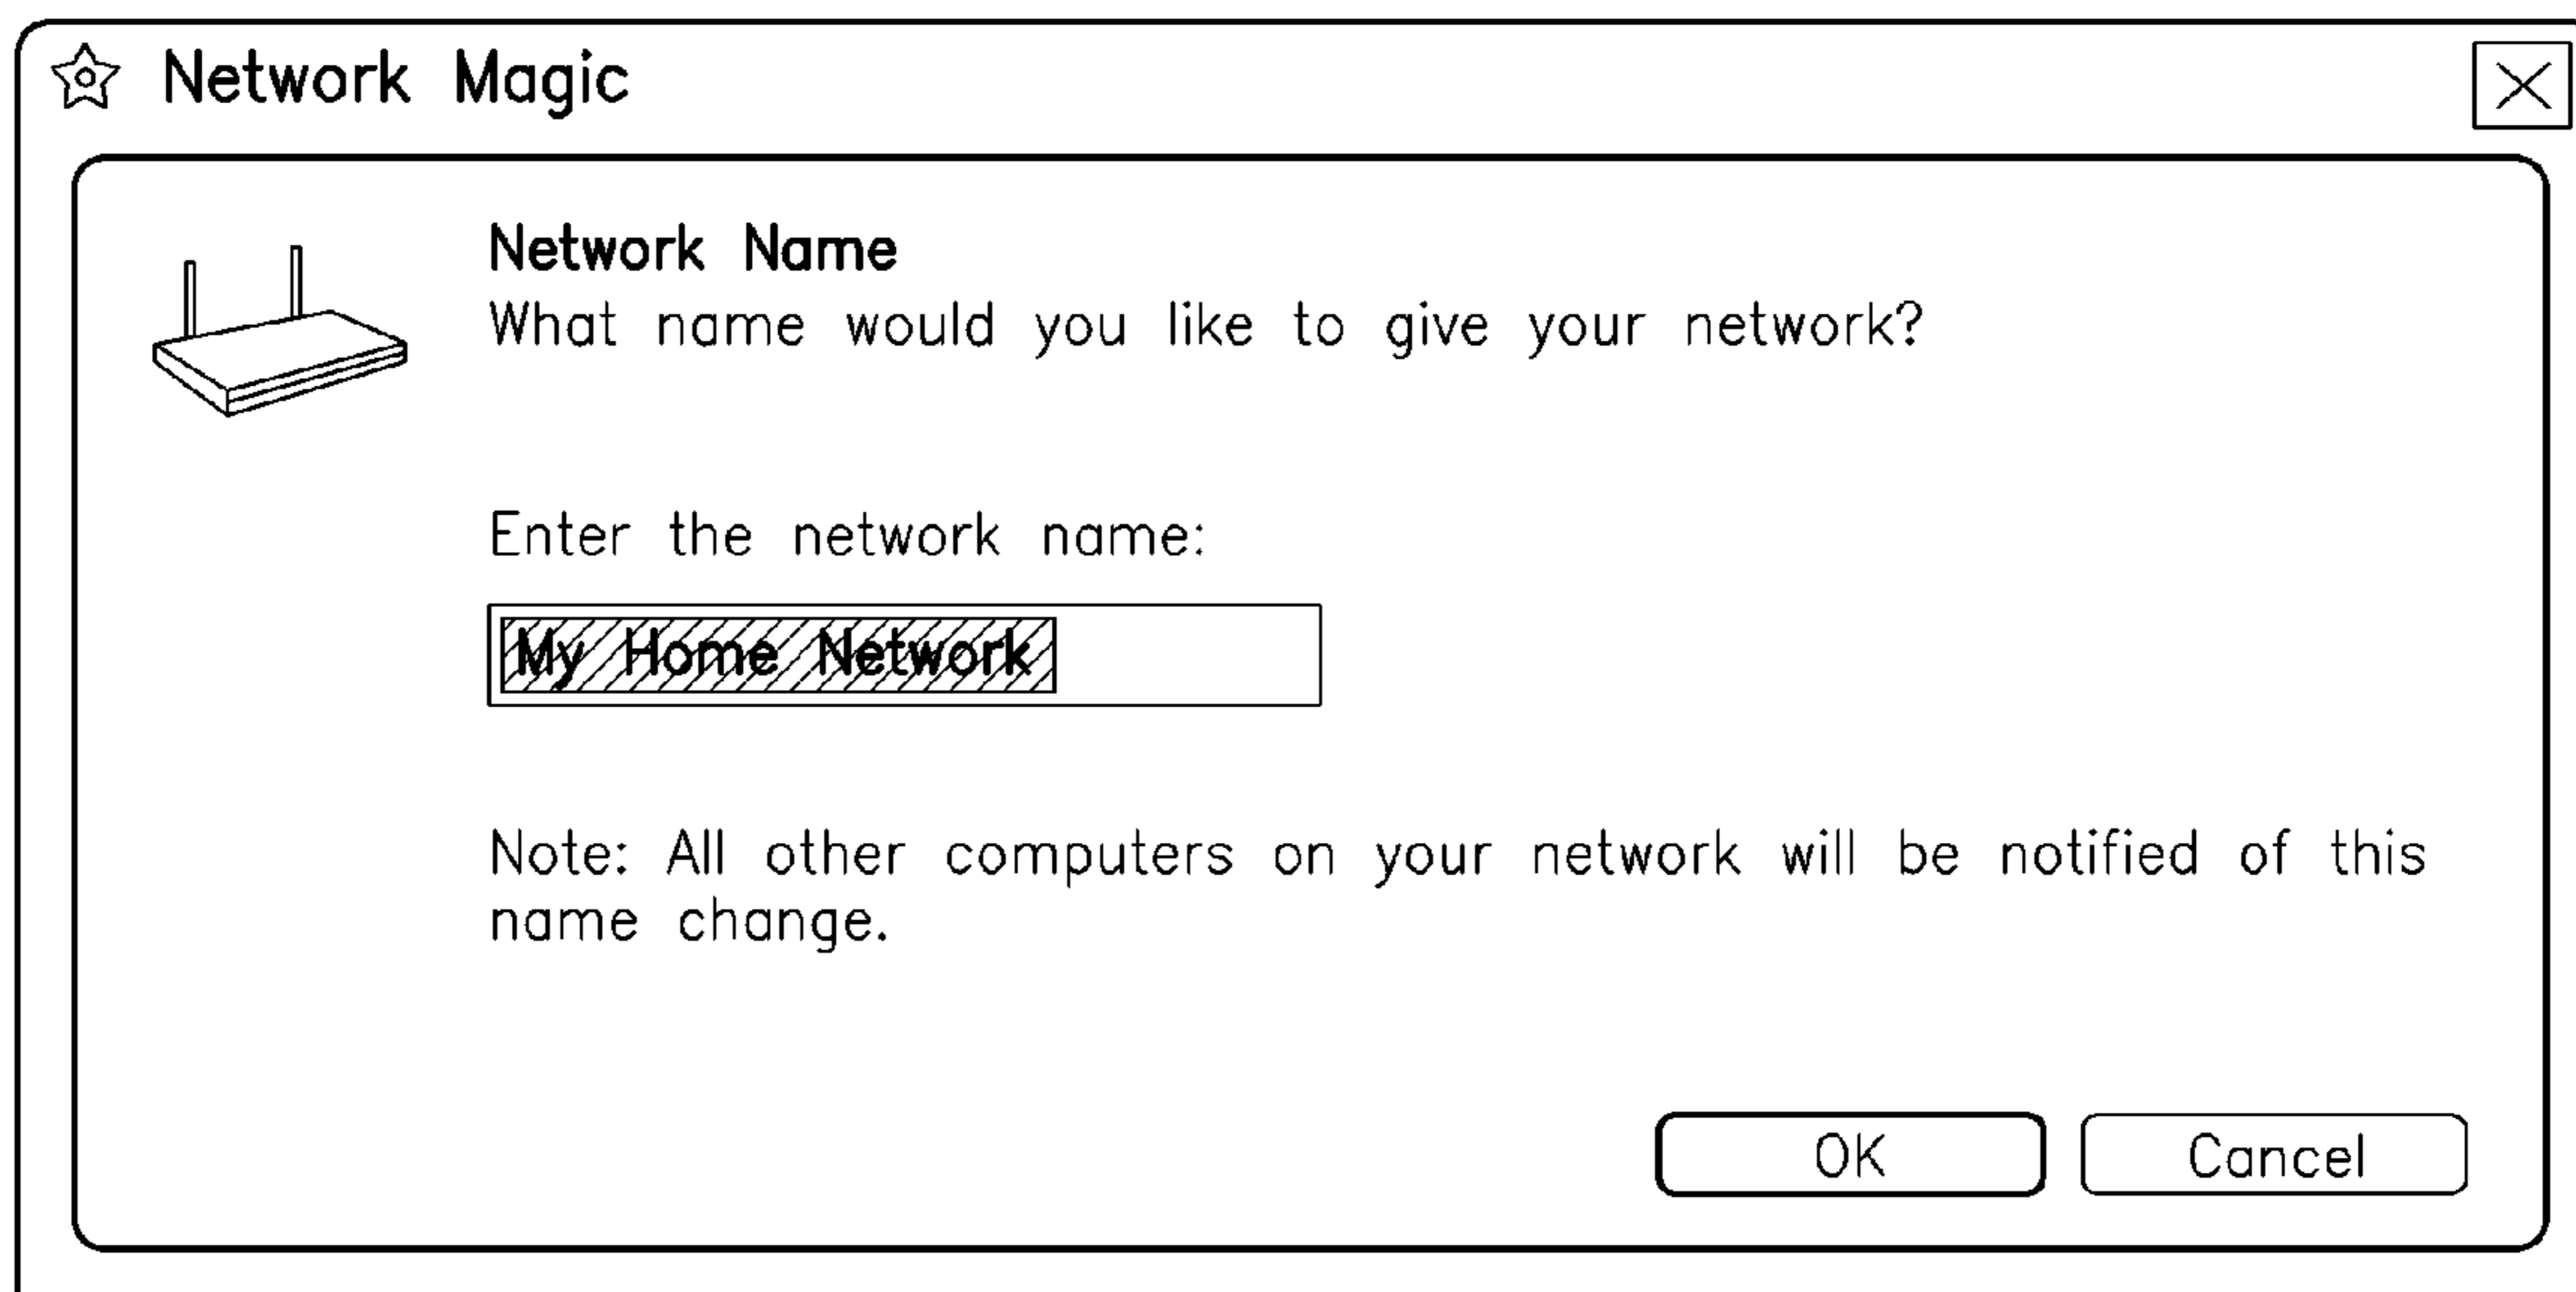 Network Magic
Network Name
What name would you like to give your network?
Enter the network name:
My Home Network
Note: All other computers on your network will be notified of this
name change.
OK
Cancel